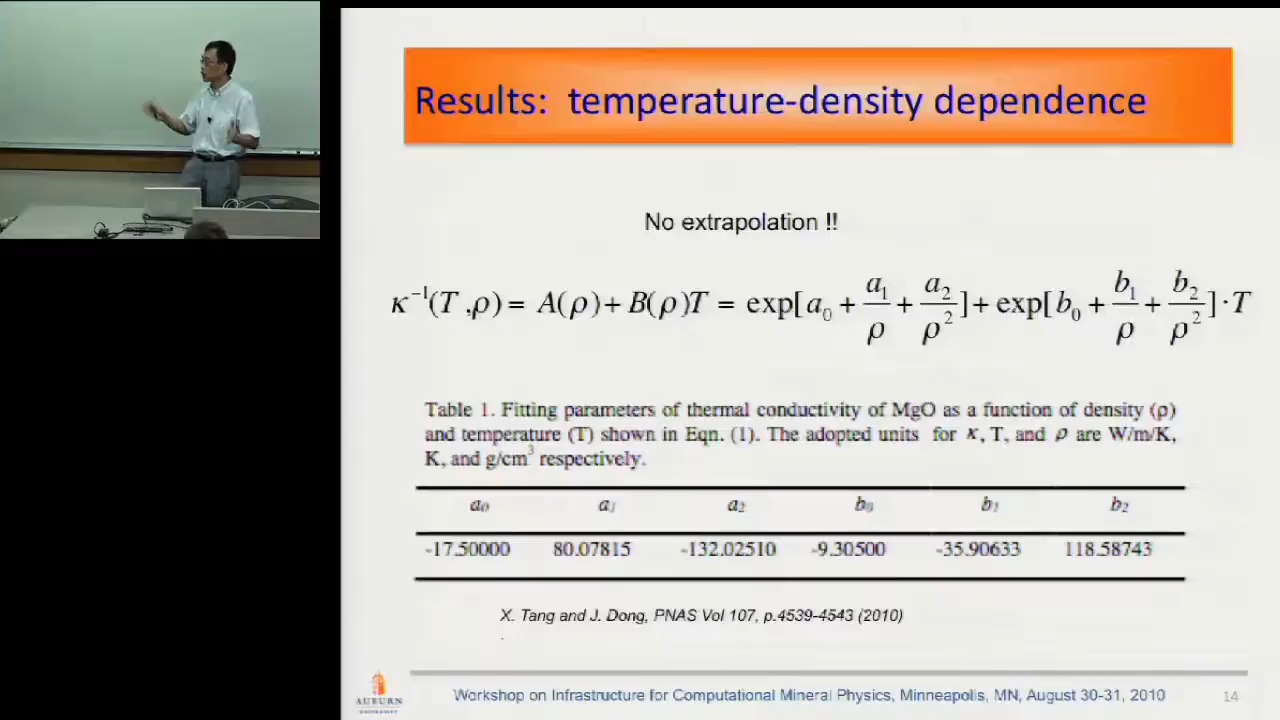 Results: temperature-density dependence
No extrapolation !!
κ⁻¹(T ,ρ) = A(ρ) + B(ρ)T = exp[a₀ + a₁/ρ + a₂/ρ²] + exp[b₀ + b₁/ρ + b₂/ρ²]·T
Table 1. Fitting parameters of thermal conductivity of MgO as a function of density (ρ)
and temperature (T) shown in Eqn. (1). The adopted units for κ, T, and ρ are W/m/K,
K, and g/cm³ respectively.
a₀ a₁ a₂ b₀ b₁ b₂
-17.50000 80.07815 -132.02510 -9.30500 -35.90633 118.58743
X. Tang and J. Dong, PNAS Vol 107, p.4539-4543 (2010)
.
AUBURN
UNIVERSITY
Workshop on Infrastructure for Computational Mineral Physics, Minneapolis, MN, August 30-31, 2010
14